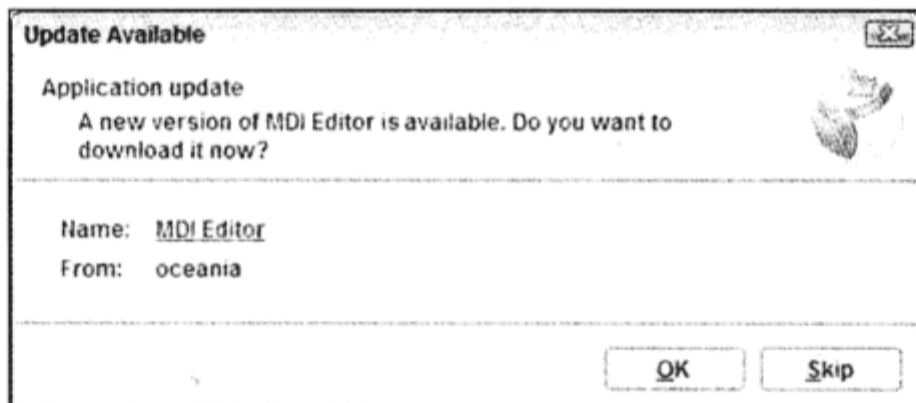 Update Available
Application update
A new version of MDI Editor is available. Do you want to
download it now?
Name: MDI Editor
From: oceania
OK Skip